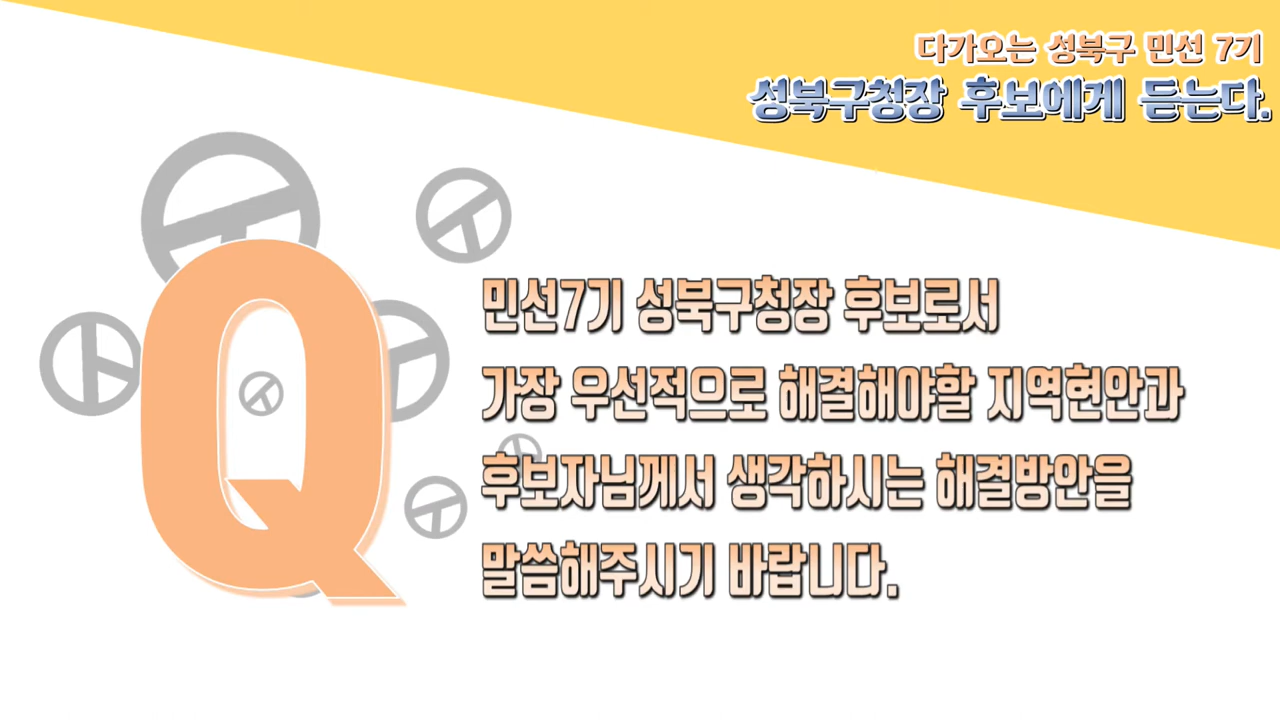 다가오는 성북구 민선 7기
성북구청장 후보에게 듣는다.
Q
민선7기 성북구청장 후보로서
가장 우선적으로 해결해야할 지역현안과
후보자님께서 생각하시는 해결방안을
말씀해주시기 바랍니다.